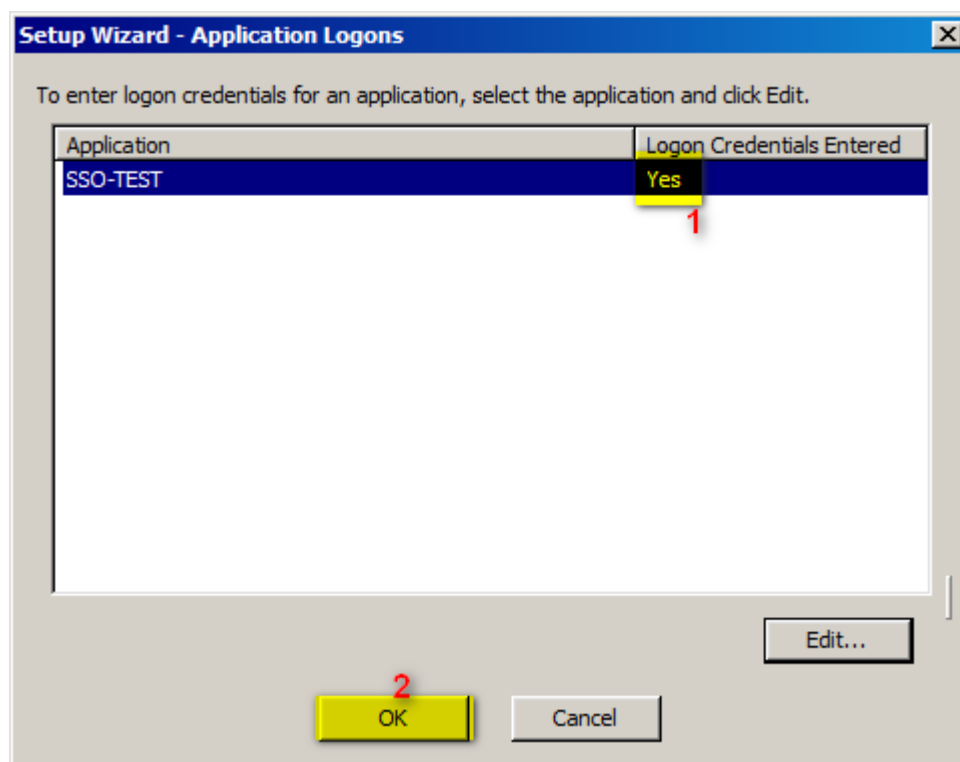 Setup Wizard - Application Logons
To enter logon credentials for an application, select the application and click Edit.
Application Logon Credentials Entered
SSO-TEST Yes
1
Edit...
2
OK Cancel